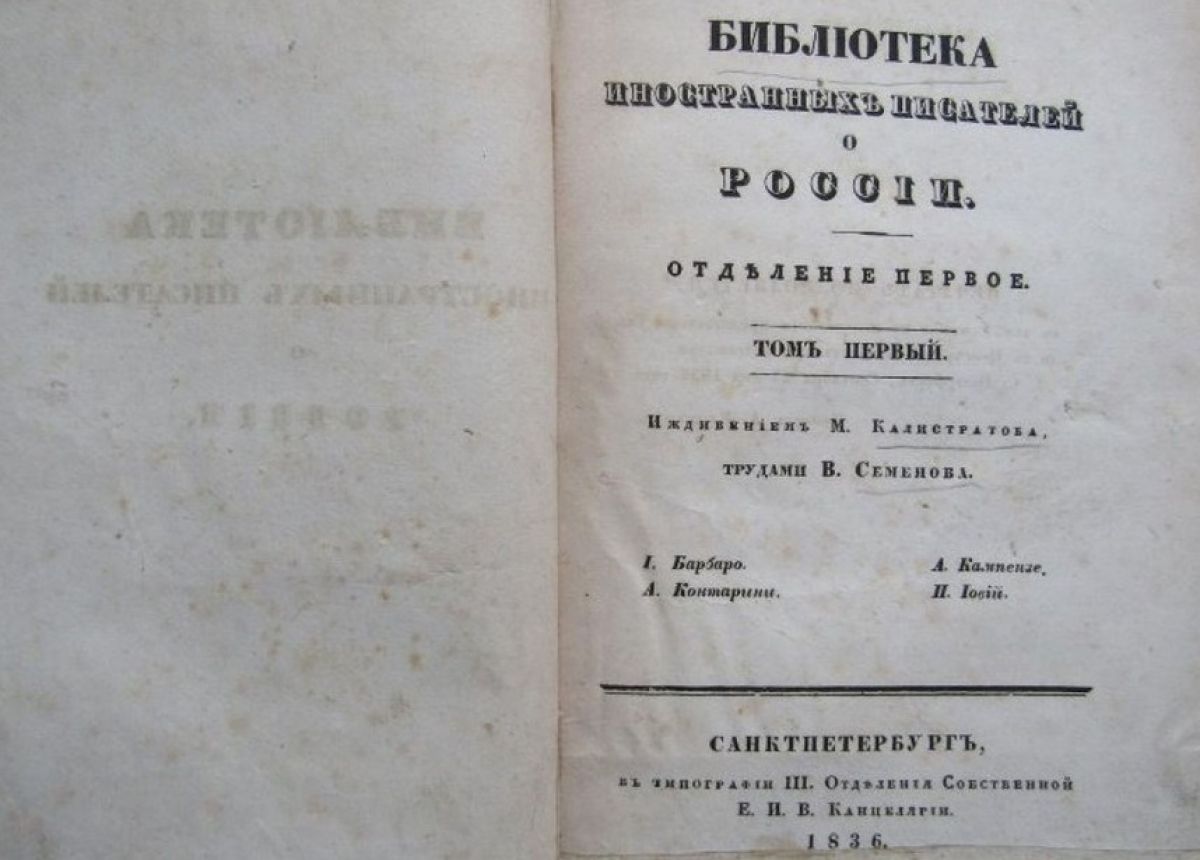 БИБЛІОТЕКА
ИНОСТРАННЫХЪ ПИСАТЕЛЕЙ
О
РОССІИ.
ОТДѢЛЕНІЕ ПЕРВОЕ.
ТОМЪ ПЕРВЫЙ.
Иждивеніемъ М. Калистратова,
трудами В. Семенова.
І. Барбаро. А. Кампензе.
А. Контарини. П. Іовій.
САНКТПЕТЕРБУРГЪ,
въ типографіи III. Отдѣленія Собственной
Е. И. В. Канцеляріи.
1836.